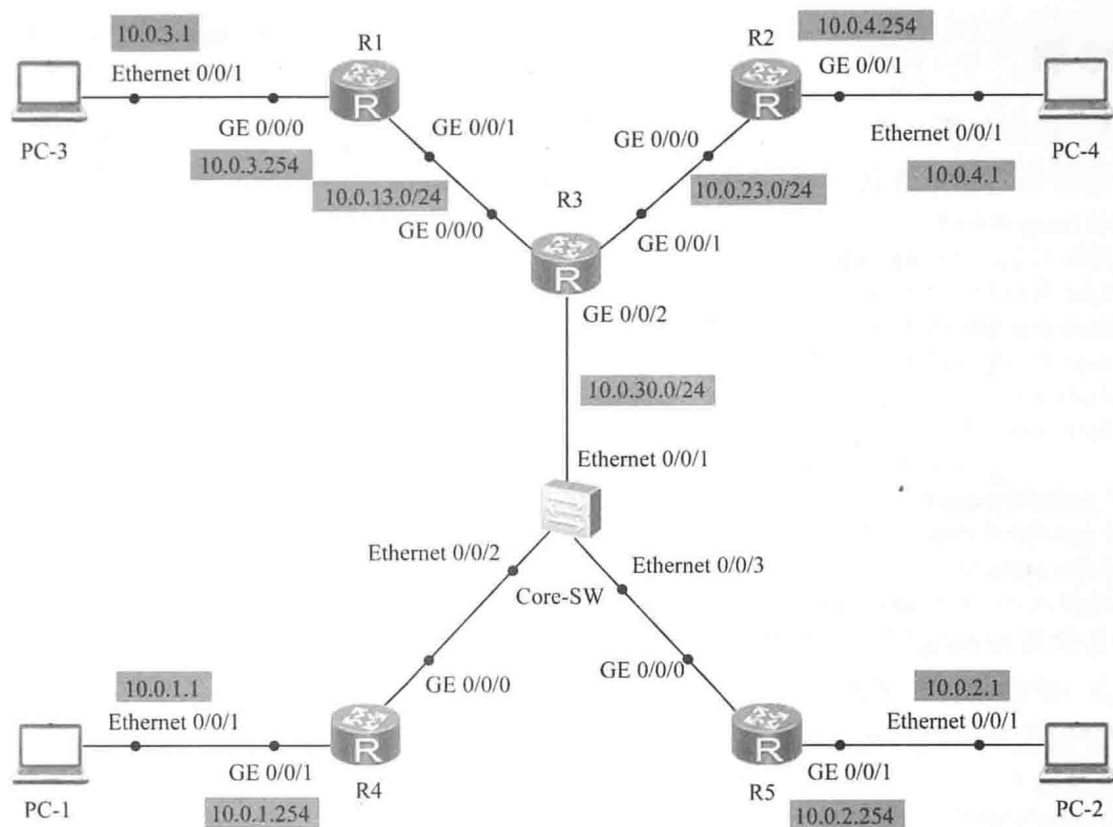 10.0.3.1
R1
R2
10.0.4.254
Ethernet 0/0/1
GE 0/0/1
PC-3
GE 0/0/0
GE 0/0/1
GE 0/0/0
Ethernet 0/0/1
PC-4
10.0.3.254
10.0.13.0/24
R3
10.0.23.0/24
10.0.4.1
GE 0/0/0
GE 0/0/1
GE 0/0/2
10.0.30.0/24
Ethernet 0/0/1
Ethernet 0/0/2
Ethernet 0/0/3
Core-SW
GE 0/0/0
GE 0/0/0
10.0.1.1
10.0.2.1
Ethernet 0/0/1
Ethernet 0/0/1
GE 0/0/1
GE 0/0/1
PC-1
R4
R5
PC-2
10.0.1.254
10.0.2.254
R
R
R
R
R